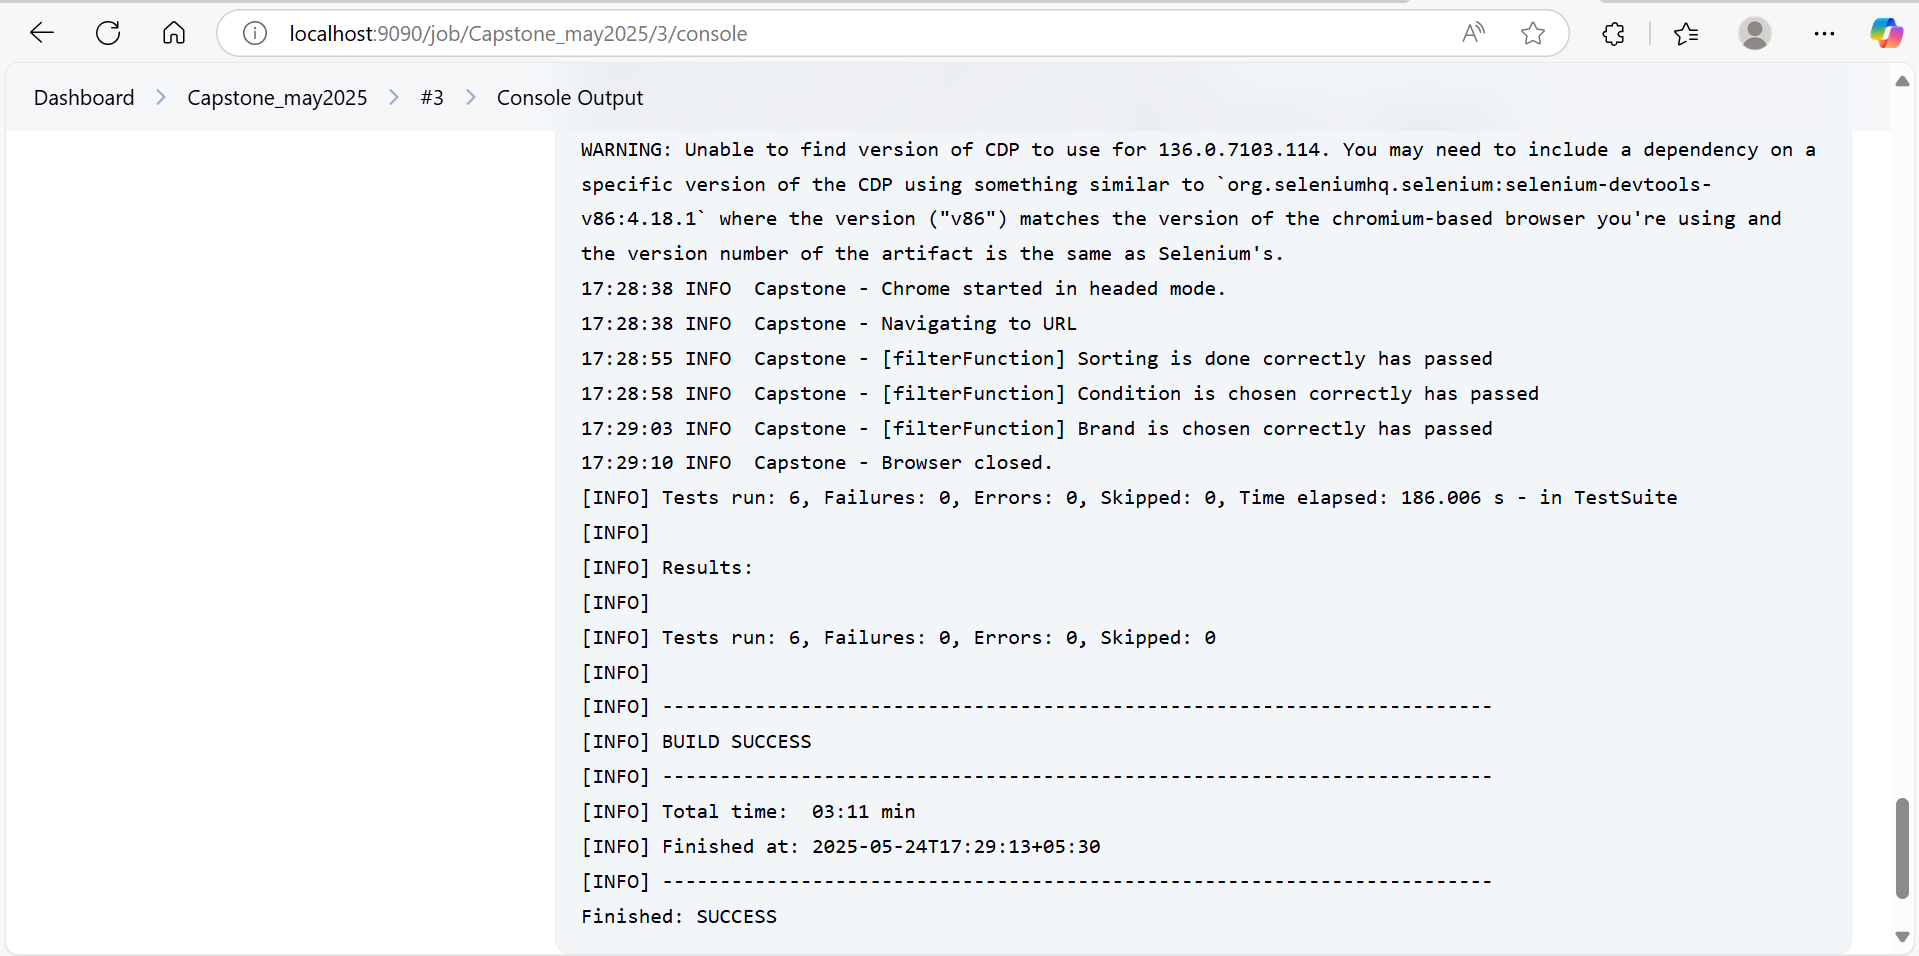 localhost:9090/job/Capstone_may2025/3/console
Dashboard > Capstone_may2025 > #3 > Console Output
WARNING: Unable to find version of CDP to use for 136.0.7103.114. You may need to include a dependency on a
specific version of the CDP using something similar to `org.seleniumhq.selenium:selenium-devtools-
v86:4.18.1` where the version ("v86") matches the version of the chromium-based browser you're using and
the version number of the artifact is the same as Selenium's.
17:28:38 INFO  Capstone - Chrome started in headed mode.
17:28:38 INFO  Capstone - Navigating to URL
17:28:55 INFO  Capstone - [filterFunction] Sorting is done correctly has passed
17:28:58 INFO  Capstone - [filterFunction] Condition is chosen correctly has passed
17:29:03 INFO  Capstone - [filterFunction] Brand is chosen correctly has passed
17:29:10 INFO  Capstone - Browser closed.
[INFO] Tests run: 6, Failures: 0, Errors: 0, Skipped: 0, Time elapsed: 186.006 s - in TestSuite
[INFO]
[INFO] Results:
[INFO]
[INFO] Tests run: 6, Failures: 0, Errors: 0, Skipped: 0
[INFO]
[INFO] ------------------------------------------------------------------------
[INFO] BUILD SUCCESS
[INFO] ------------------------------------------------------------------------
[INFO] Total time:  03:11 min
[INFO] Finished at: 2025-05-24T17:29:13+05:30
[INFO] ------------------------------------------------------------------------
Finished: SUCCESS